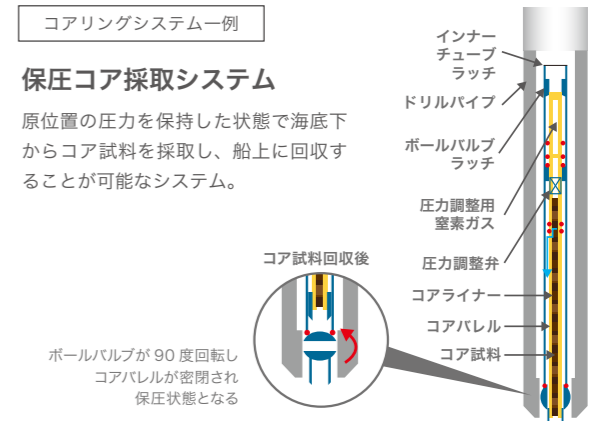 コアリングシステム一例
保圧コア採取システム
原位置の圧力を保持した状態で海底下
からコア試料を採取し、船上に回収す
ることが可能なシステム。
インナー
チューブ
ラッチ
ドリルパイプ
ボールバルブ
ラッチ
圧力調整用
窒素ガス
圧力調整弁
コアライナー
コアバレル
コア試料
コア試料回収後
ボールバルブが 90 度回転し
コアバレルが密閉され
保圧状態となる